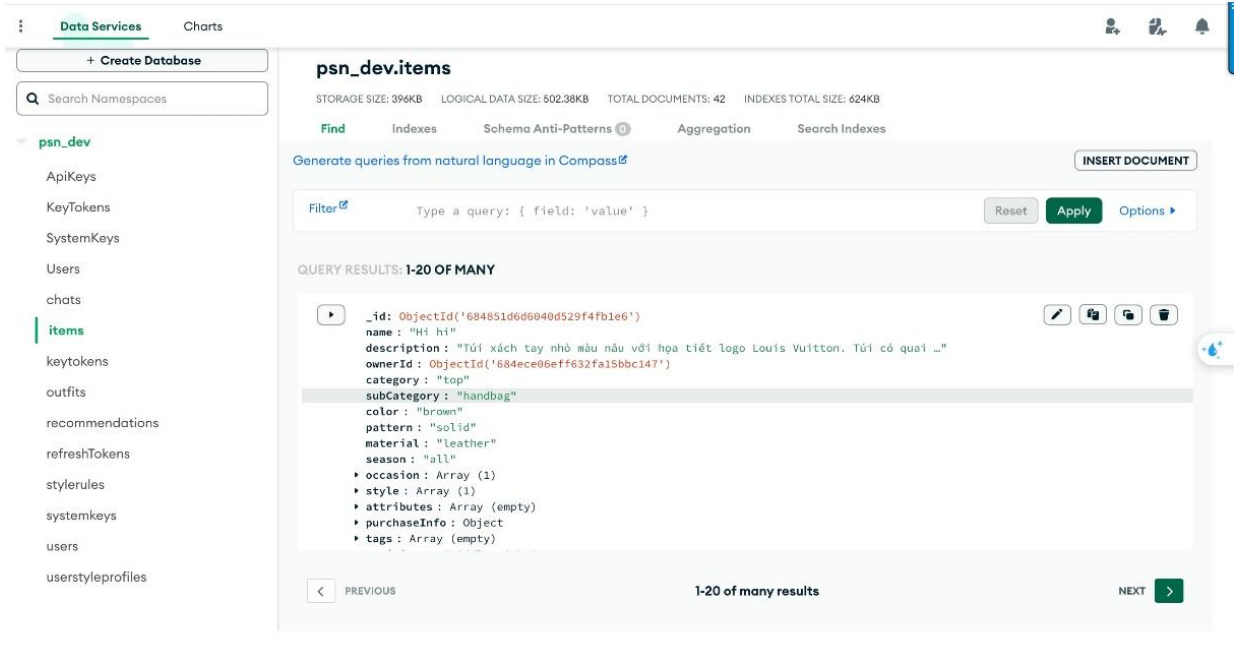 Data Services Charts
+ Create Database
Search Namespaces
psn_dev
ApiKeys
KeyTokens
SystemKeys
Users
chats
items
keytokens
outfits
recommendations
refreshTokens
stylerules
systemkeys
users
userstyleprofiles
psn_dev.items
STORAGE SIZE: 396KB LOGICAL DATA SIZE: 502.38KB TOTAL DOCUMENTS: 42 INDEXES TOTAL SIZE: 624KB
Find Indexes Schema Anti-Patterns 0 Aggregation Search Indexes
Generate queries from natural language in Compass
INSERT DOCUMENT
Filter Type a query: { field: 'value' } Reset Apply Options
QUERY RESULTS: 1-20 OF MANY
_id: ObjectId('684851d6d6040d529f4fb1e6')
name : "Hi hi"
description : "Túi xách tay nhỏ màu nâu với họa tiết logo Louis Vuitton. Túi có quai …"
ownerId : ObjectId('684ece06eff632fa15bbc147')
category : "top"
subCategory : "handbag"
color : "brown"
pattern : "solid"
material : "leather"
season : "all"
occasion : Array (1)
style : Array (1)
attributes : Array (empty)
purchaseInfo : Object
tags : Array (empty)
PREVIOUS 1-20 of many results NEXT